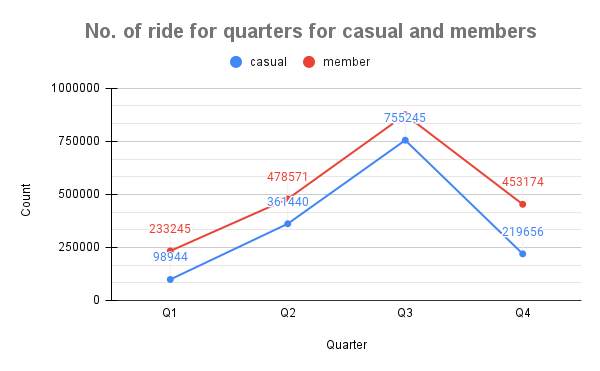 No. of ride for quarters for casual and members
casual member
1000000
750000
500000
250000
0
Count
233245
478571
453174
98944
361440
755245
219656
Q1 Q2 Q3 Q4
Quarter